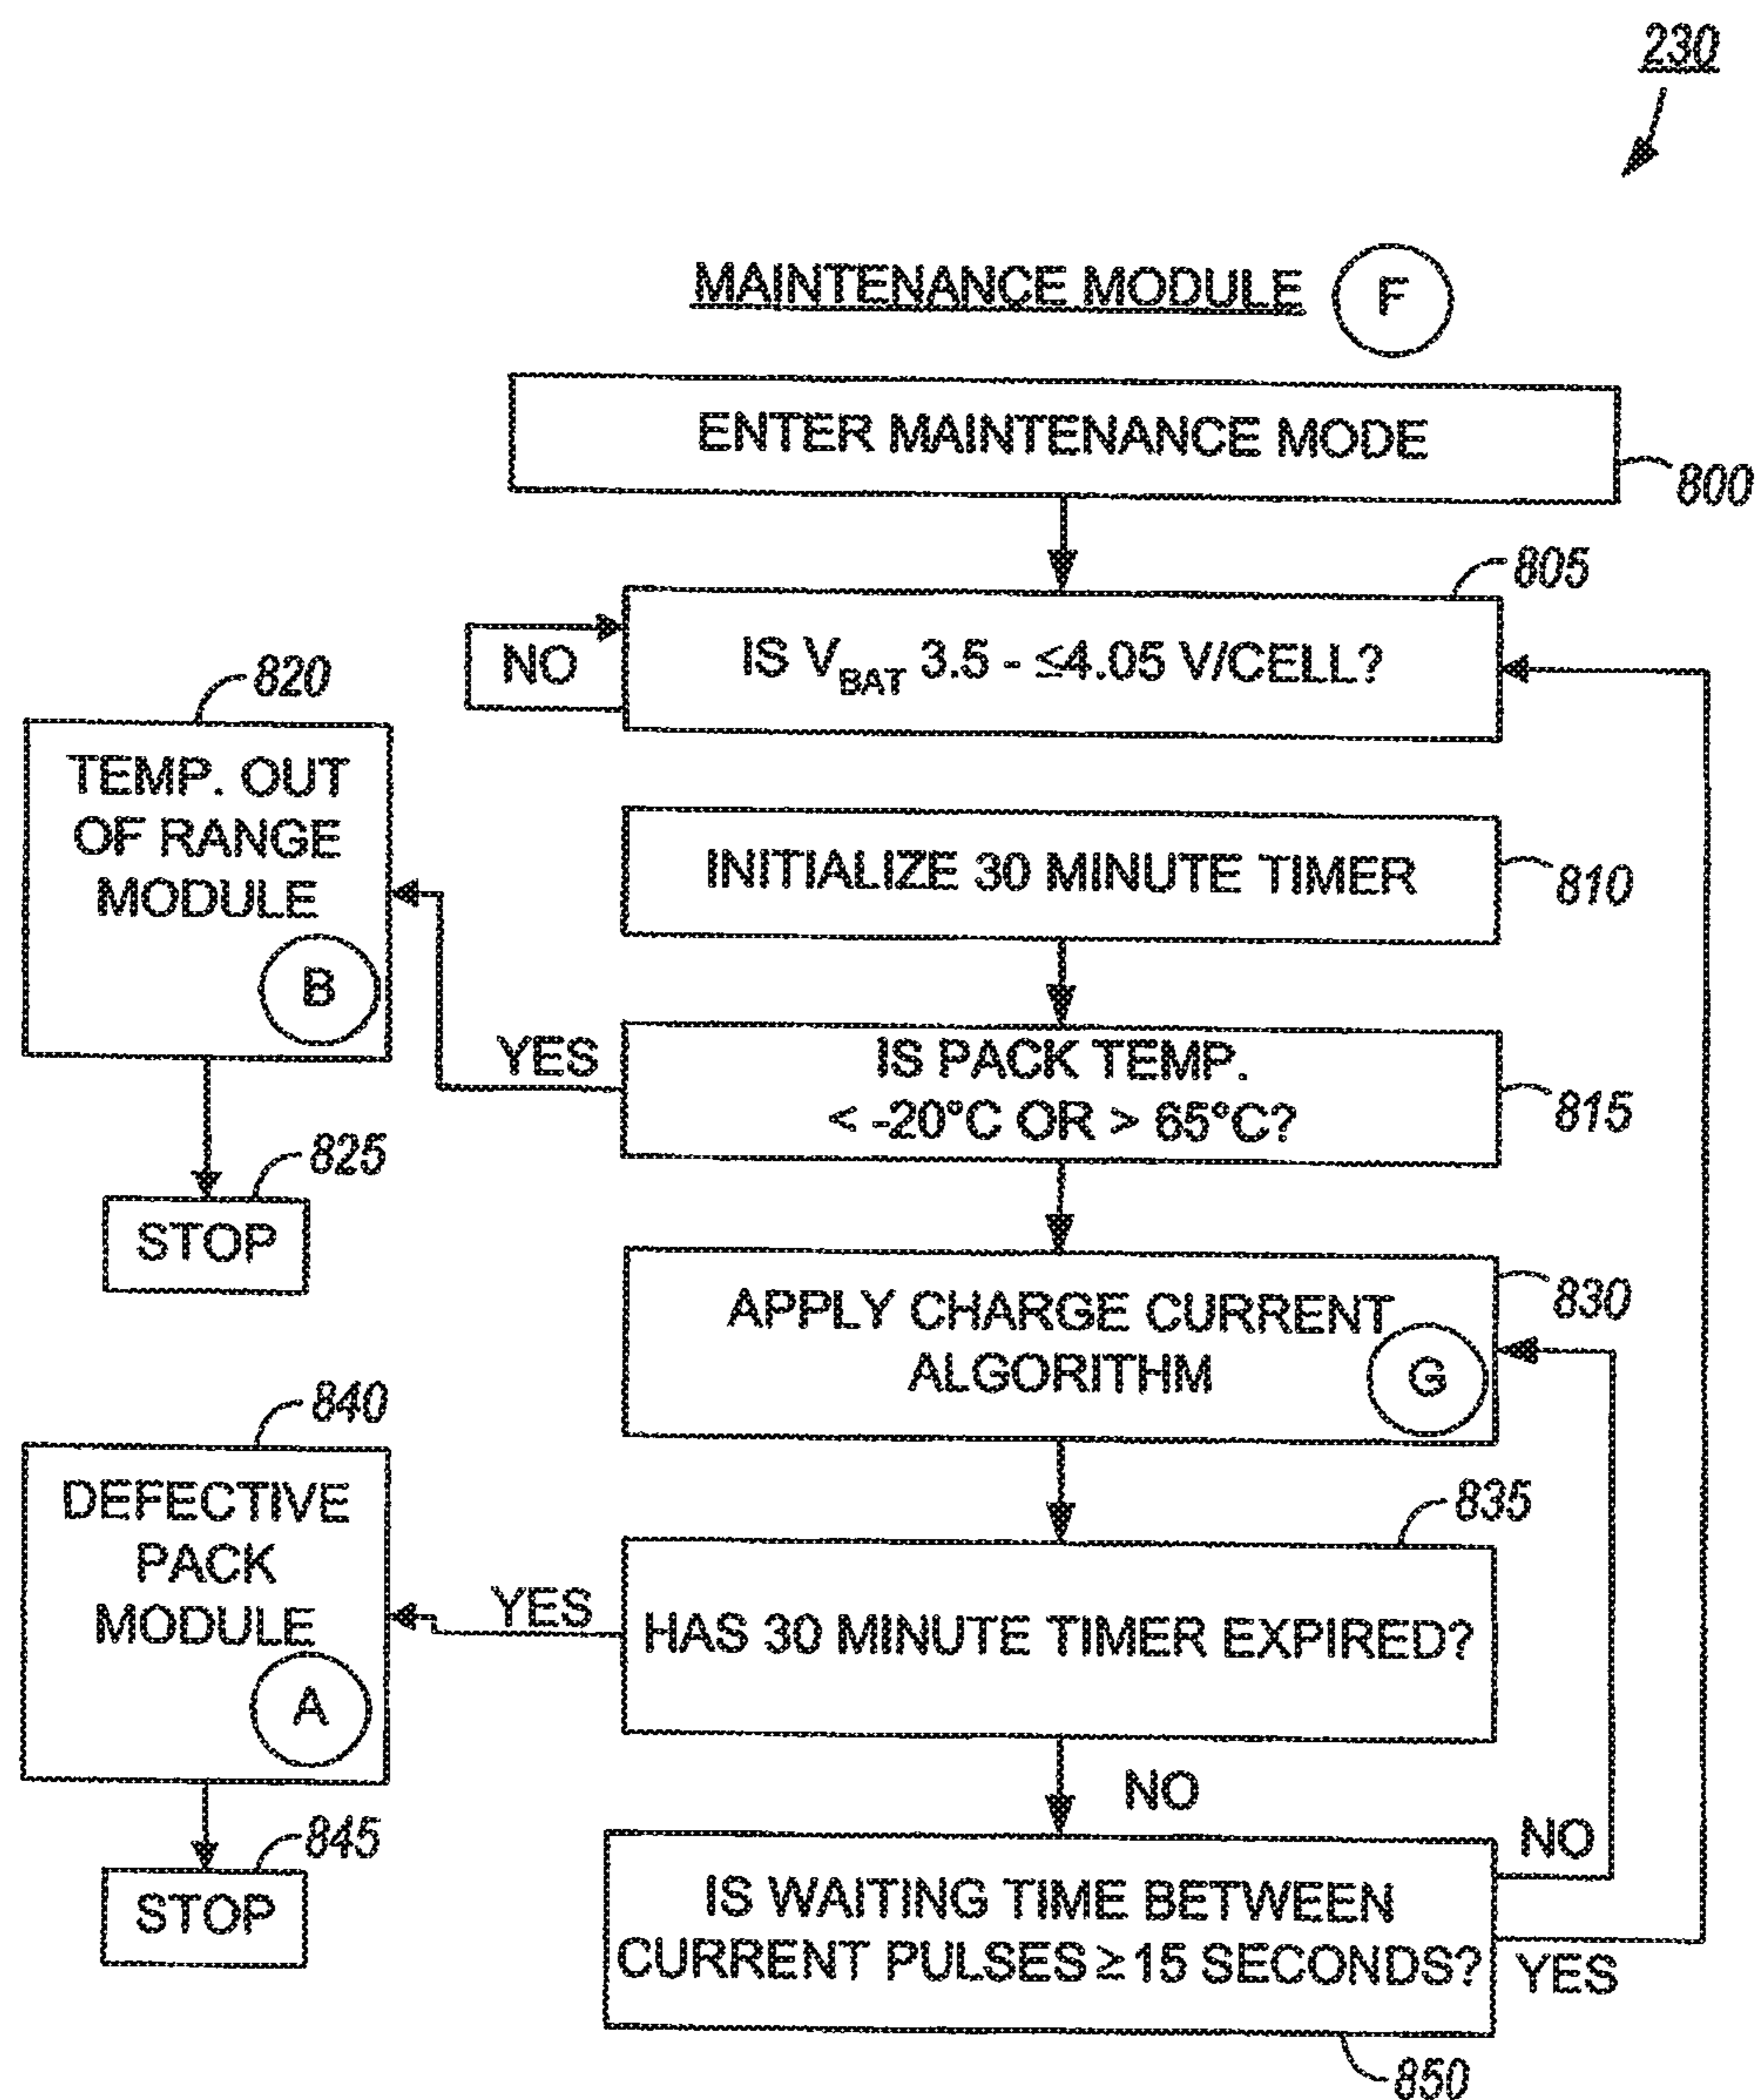 230
MAINTENANCE MODULE F
ENTER MAINTENANCE MODE
800
805
IS VBAT 3.5 - ≤4.05 V/CELL?
NO
820
TEMP. OUT
OF RANGE
MODULE
B
INITIALIZE 30 MINUTE TIMER
810
YES
IS PACK TEMP.
< -20°C OR > 65°C?
815
825
STOP
APPLY CHARGE CURRENT
ALGORITHM
G
830
840
DEFECTIVE
PACK
MODULE
A
YES
835
HAS 30 MINUTE TIMER EXPIRED?
NO
845
STOP
IS WAITING TIME BETWEEN
CURRENT PULSES ≥ 15 SECONDS?
NO
YES
850